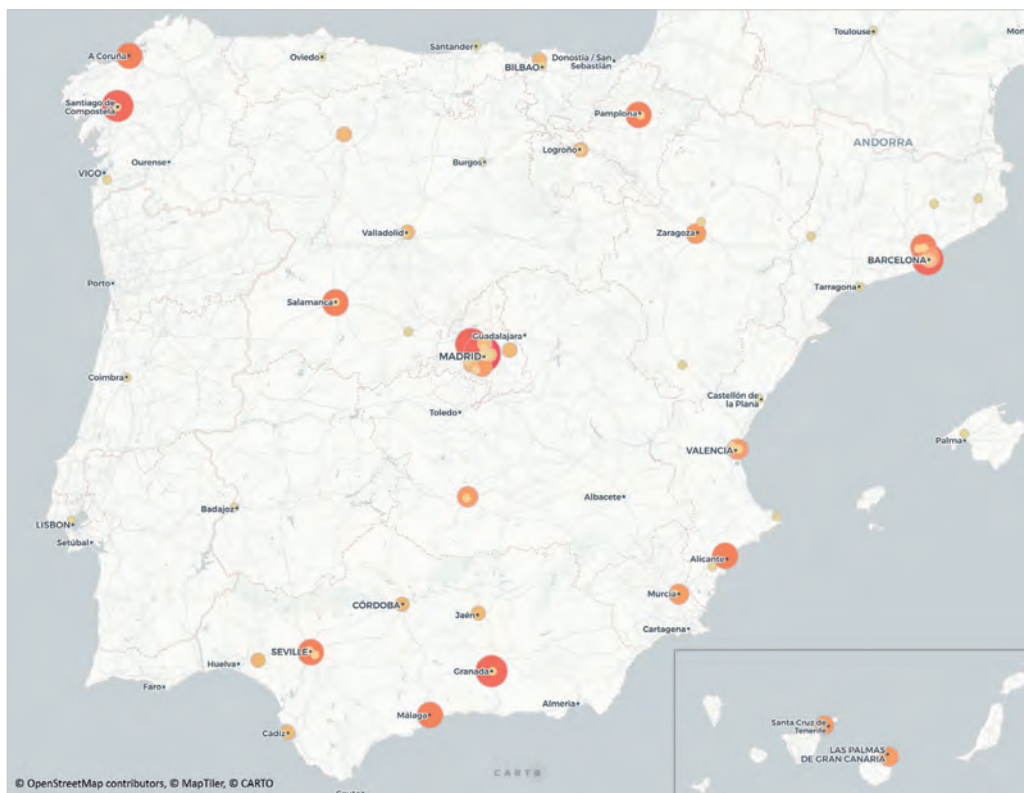 Toulouse
Mon
Santander
A Coruña
Oviedo
BILBAO
Donostia / San
Sebastián
Santiago de
Compostela
Pamplona
ANDORRA
Logroño
Ourense
Burgos
VIGO
Valladolid
Zaragoza
BARCELONA
Porto
Tarragona
Salamanca
Guadalajara
MADRID
Coimbra
Castellón de
la Plana
Toledo
Palma
VALENCIA
Albacete
Badajoz
LISBON
Setúbal
Alicante
Murcia
CÓRDOBA
Jaén
Cartagena
SEVILLE
Huelva
Granada
Faro
Málaga
Almería
Cádiz
Santa Cruz de
Tenerife
LAS PALMAS
DE GRAN CANARIA
CARTO
© OpenStreetMap contributors, © MapTiler, © CARTO